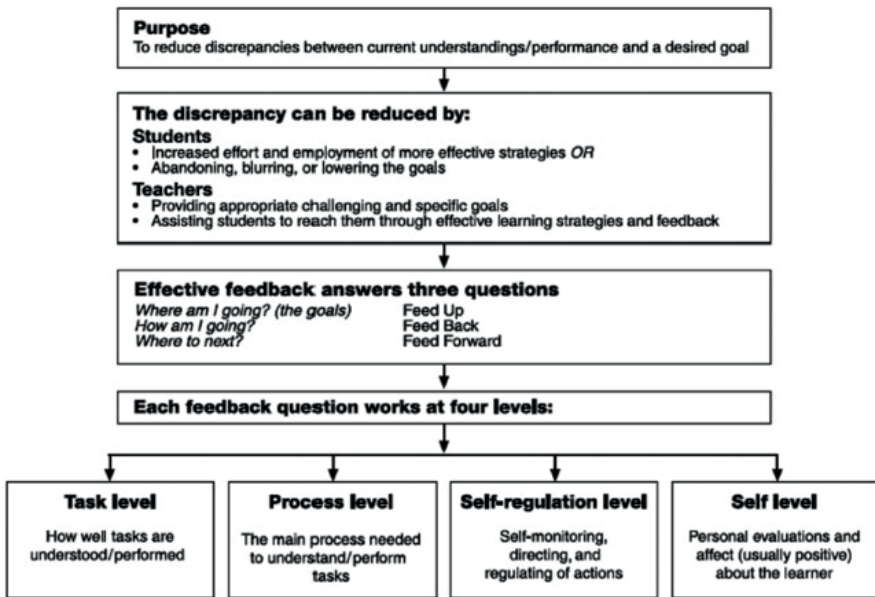 Purpose
To reduce discrepancies between current understandings/performance and a desired goal
The discrepancy can be reduced by:
Students
• Increased effort and employment of more effective strategies OR
• Abandoning, blurring, or lowering the goals
Teachers
• Providing appropriate challenging and specific goals
• Assisting students to reach them through effective learning strategies and feedback
Effective feedback answers three questions
Where am I going? (the goals) Feed Up
How am I going? Feed Back
Where to next? Feed Forward
Each feedback question works at four levels:
Task level
How well tasks are
understood/performed
Process level
The main process needed
to understand/perform
tasks
Self-regulation level
Self-monitoring,
directing, and
regulating of actions
Self level
Personal evaluations and
affect (usually positive)
about the learner